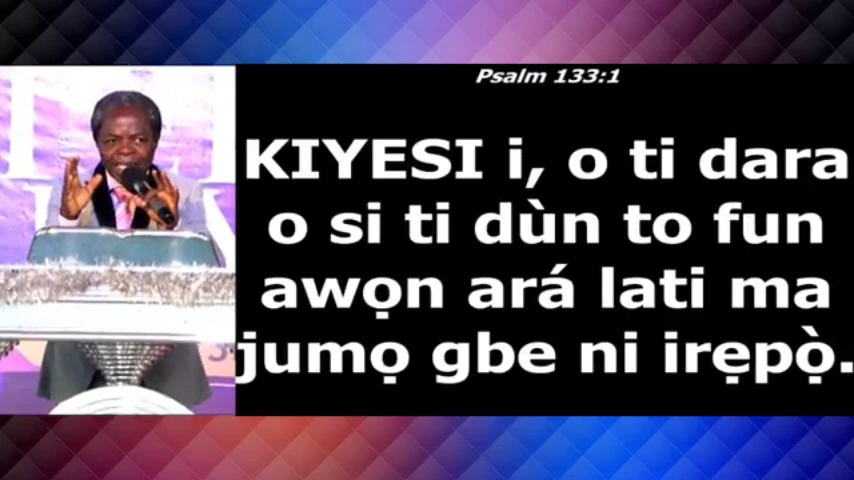 Psalm 133:1
KIYESI i, o ti dara
o si ti dùn to fun
awọn ará lati ma
jumọ gbe ni irẹpọ̀.